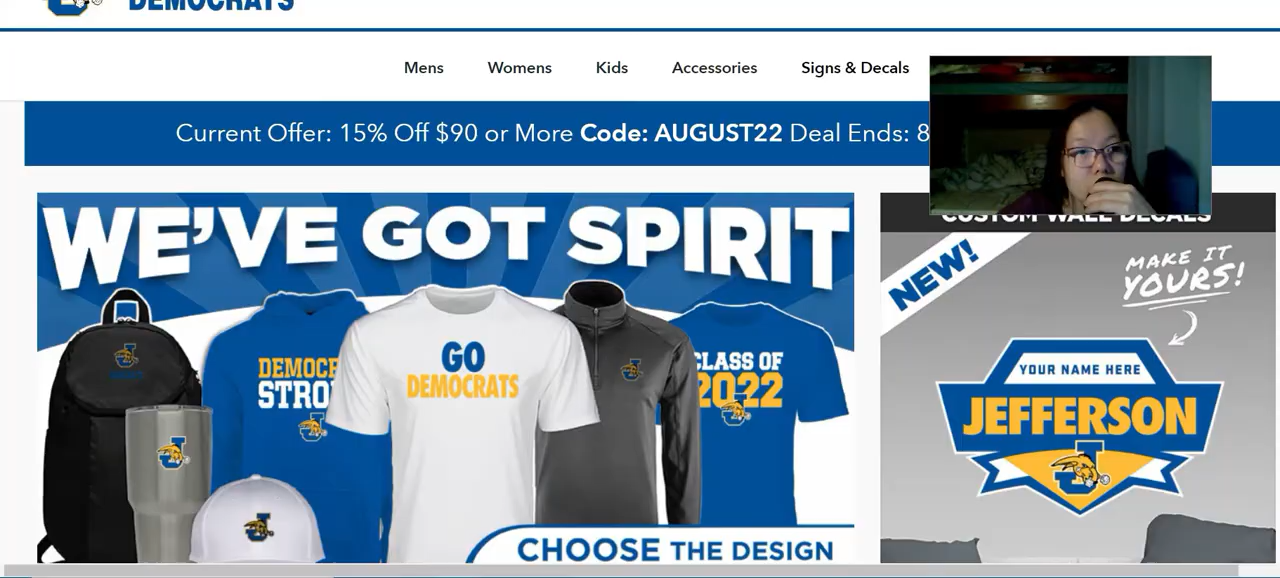 DEMOCRATS
Mens Womens Kids Accessories Signs & Decals
Current Offer: 15% Off $90 or More Code: AUGUST22 Deal Ends: 8
WE'VE GOT SPIRIT
DEMOCR
STRO
GO
DEMOCRATS
CLASS OF
2022
CHOOSE THE DESIGN
CUSTOM WALL DECALS
NEW!
MAKE IT
YOURS!
YOUR NAME HERE
JEFFERSON
J